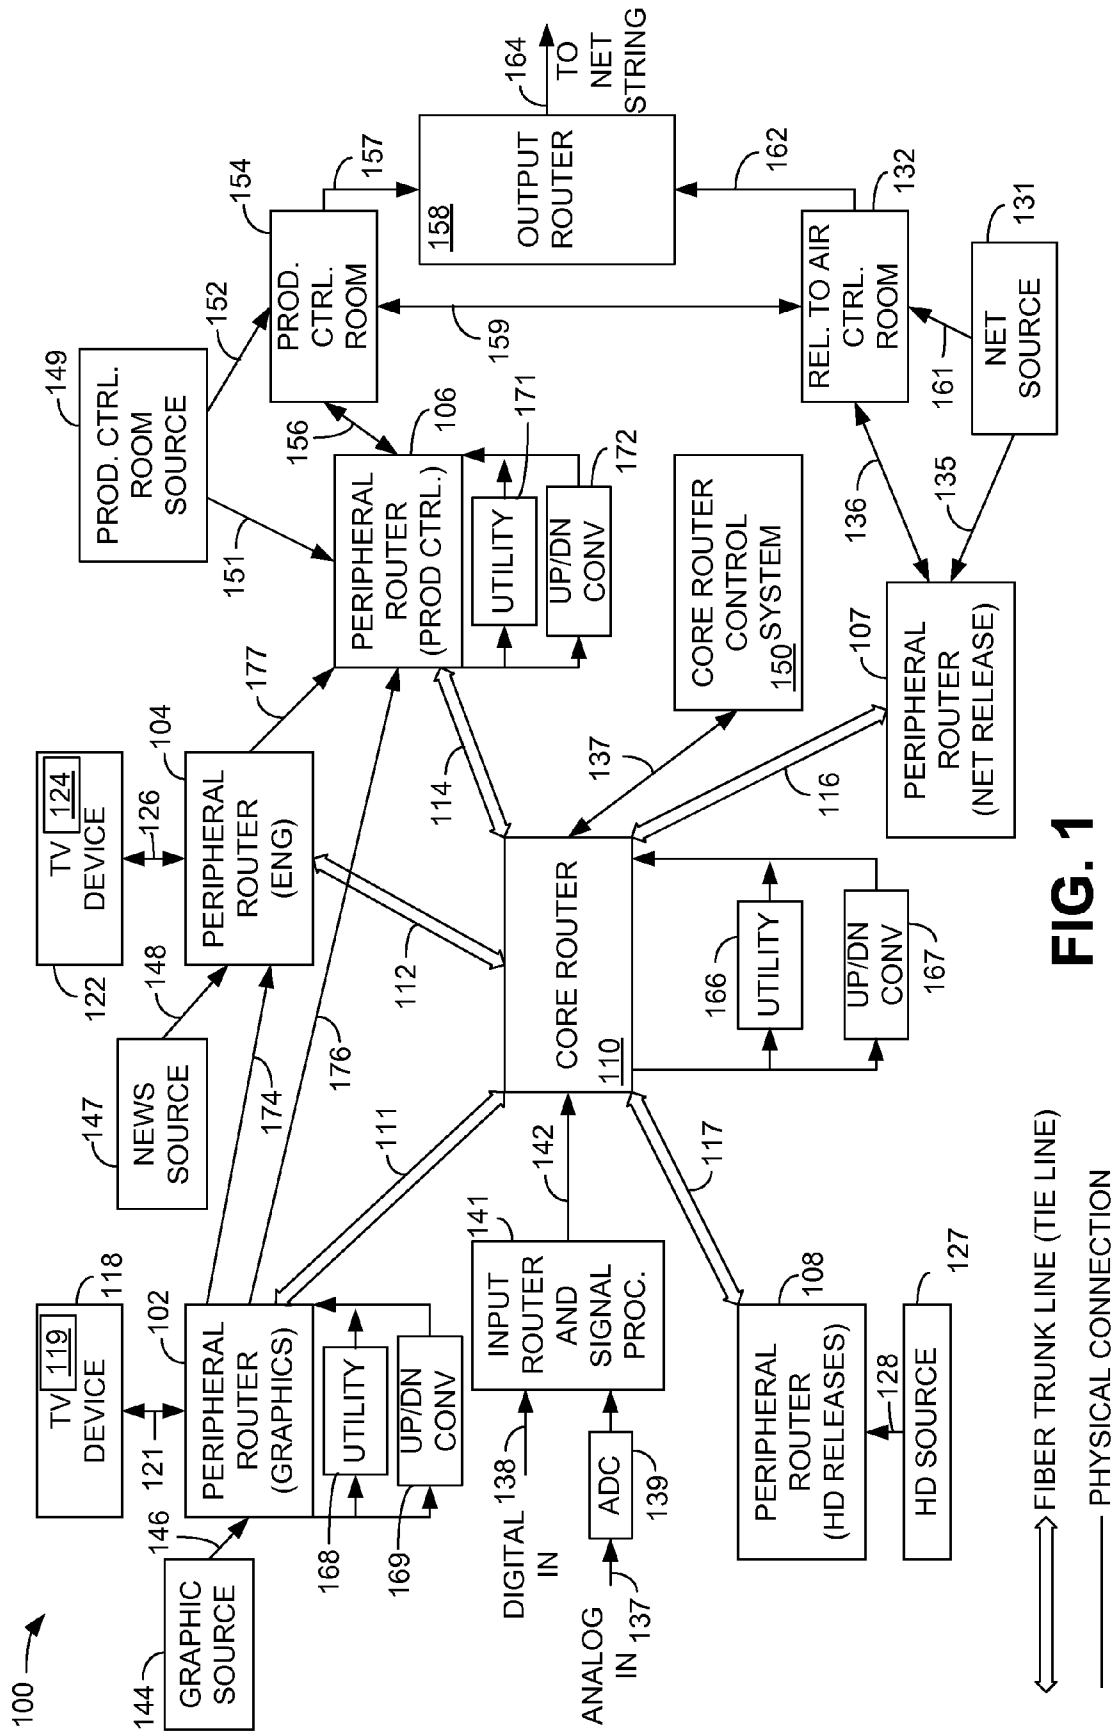 100
144
GRAPHIC
SOURCE
146
121
TV
119
DEVICE
118
102
PERIPHERAL
ROUTER
(GRAPHICS)
168
UTILITY
169
UP/DN
CONV
147
NEWS
SOURCE
148
122
TV
124
DEVICE
126
104
PERIPHERAL
ROUTER
(ENG)
174
176
177
111
112
114
149
PROD. CTRL.
ROOM
SOURCE
151
152
154
PROD.
CTRL.
ROOM
156
157
106
PERIPHERAL
ROUTER
(PROD CTRL.)
UTILITY
171
UP/DN
CONV
172
159
158
OUTPUT
ROUTER
164
TO
NET
STRING
162
132
REL. TO AIR
CTRL.
ROOM
161
131
NET
SOURCE
135
136
107
PERIPHERAL
ROUTER
(NET RELEASE)
116
137
CORE ROUTER
CONTROL
SYSTEM
150
CORE ROUTER
110
166
UTILITY
UP/DN
CONV
167
142
141
INPUT
ROUTER
AND
SIGNAL
PROC.
DIGITAL
IN
138
ANALOG
IN
137
ADC
139
117
108
PERIPHERAL
ROUTER
(HD RELEASES)
128
127
HD SOURCE
FIBER TRUNK LINE (TIE LINE)
PHYSICAL CONNECTION
FIG. 1